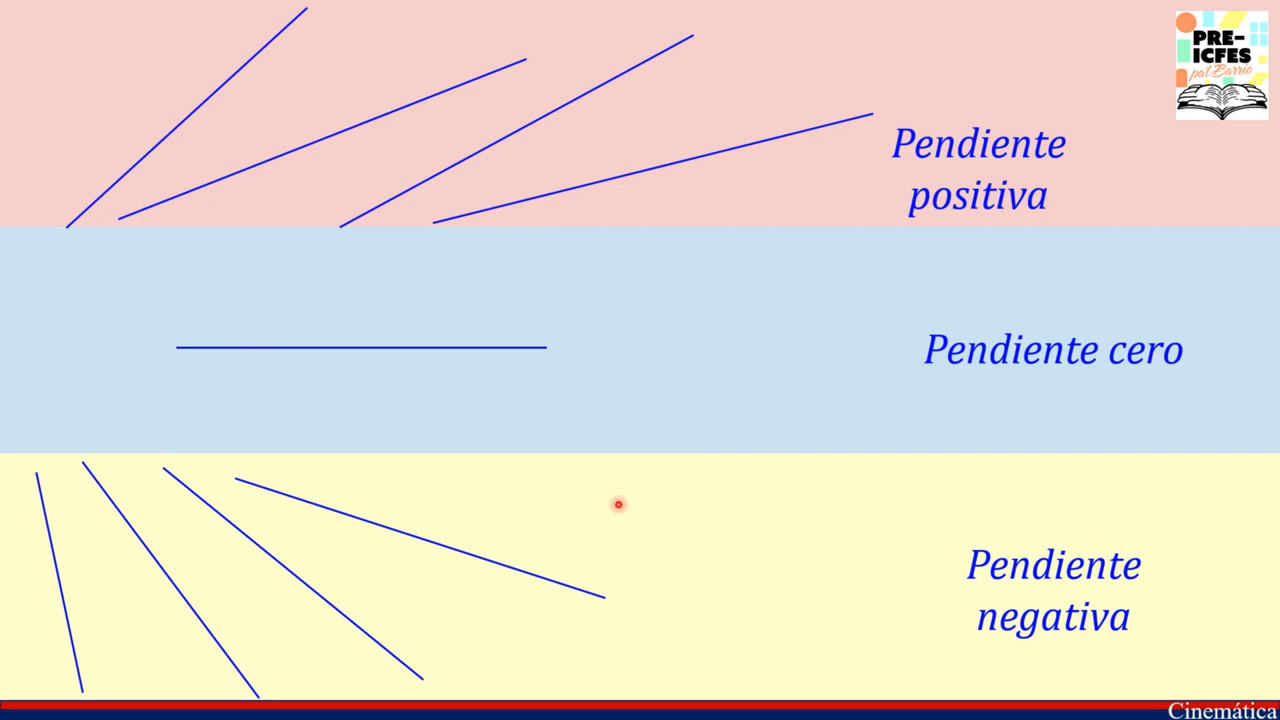 PRE-
ICFES
pal Barrio
Pendiente
positiva
Pendiente cero
Pendiente
negativa
Cinemática